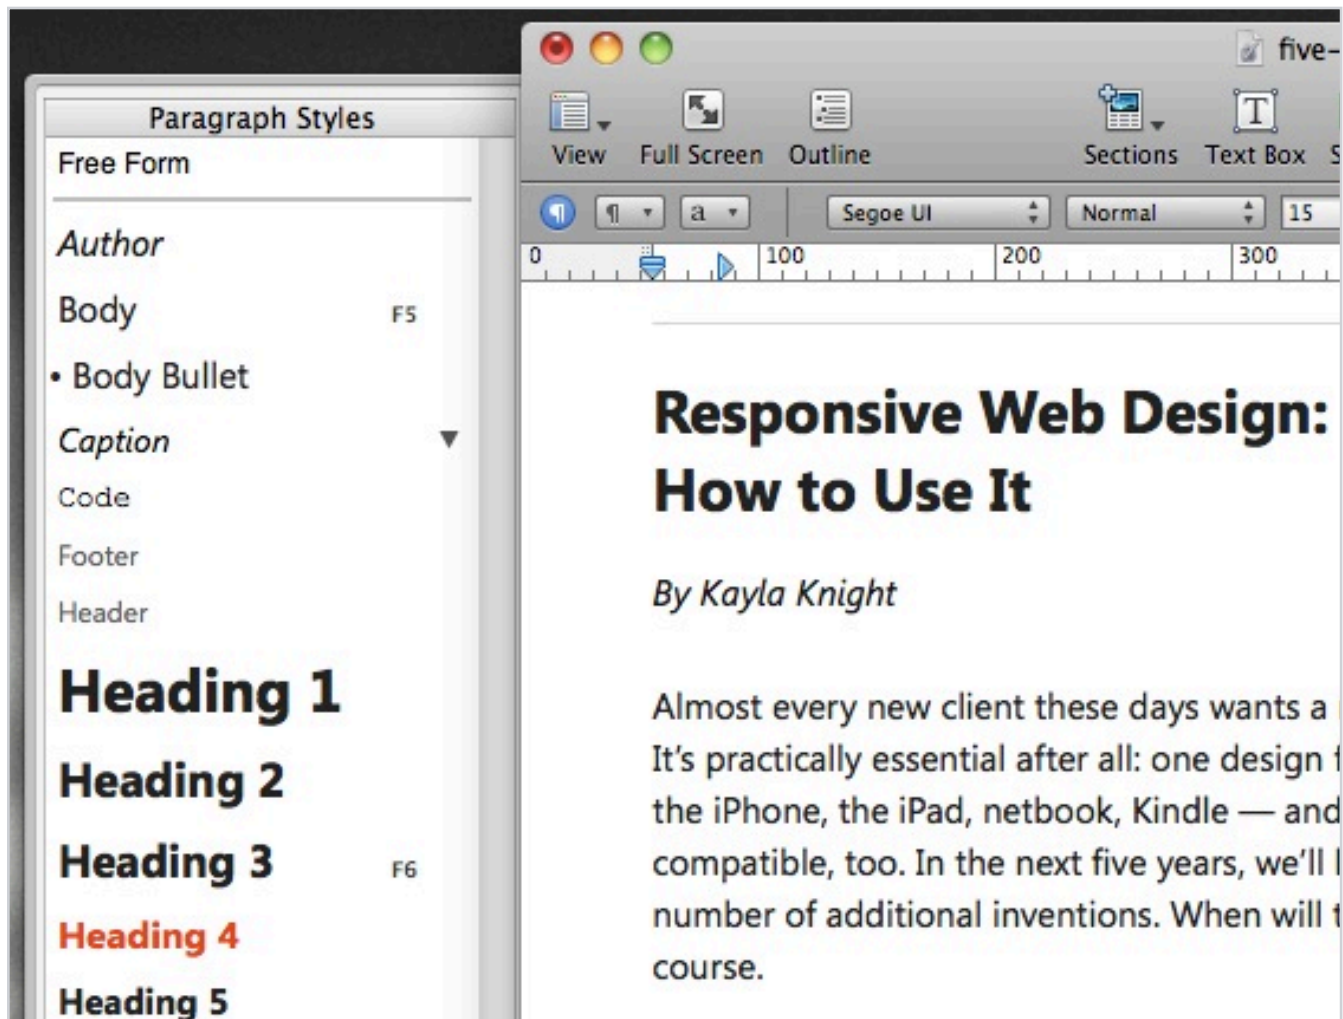 Paragraph Styles
Free Form
Author
Body F5
• Body Bullet
Caption
Code
Footer
Header
Heading 1
Heading 2
Heading 3 F6
Heading 4
Heading 5
five-
View Full Screen Outline Sections Text Box
¶ ¶ a Segoe UI Normal 15
0 100 200 300
Responsive Web Design:
How to Use It
By Kayla Knight
Almost every new client these days wants a
It’s practically essential after all: one design
the iPhone, the iPad, netbook, Kindle — and
compatible, too. In the next five years, we’ll
number of additional inventions. When will
course.